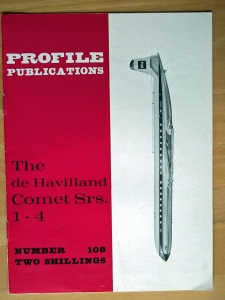 PROFILE
PUBLICATIONS
The
de Havilland
Comet Srs.
1 - 4
NUMBER 108
TWO SHILLINGS